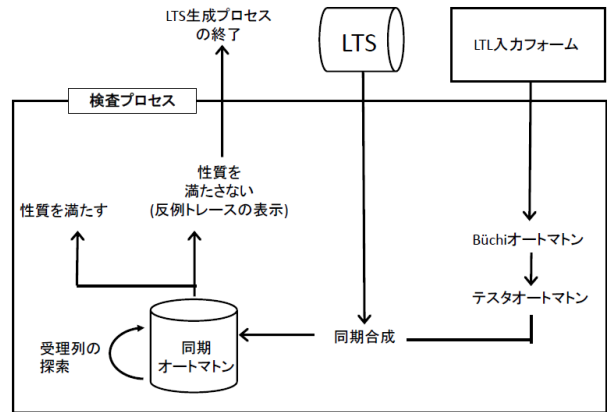 LTS生成プロセス
の終了
LTS
LTL入力フォーム
検査プロセス
性質を
満たさない
(反例トレースの表示)
性質を満たす
Büchiオートマトン
テスタオートマトン
同期合成
同期
オートマトン
受理列の
探索